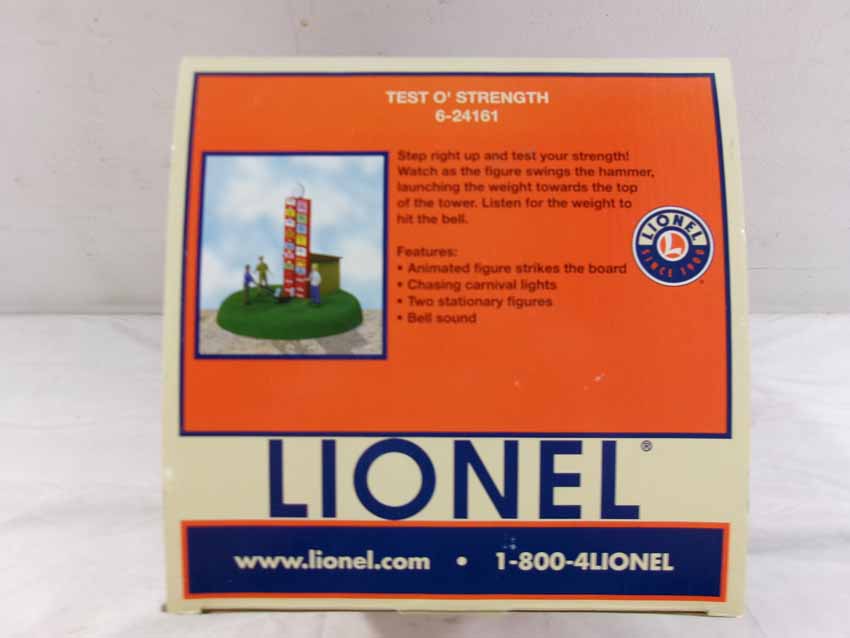 TEST O' STRENGTH
6-24161
Step right up and test your strength!
Watch as the figure swings the hammer,
launching the weight towards the top
of the tower. Listen for the weight to
hit the bell.
Features:
• Animated figure strikes the board
• Chasing carnival lights
• Two stationary figures
• Bell sound
LIONEL
L
SINCE 1900
LIONEL®
www.lionel.com • 1-800-4LIONEL